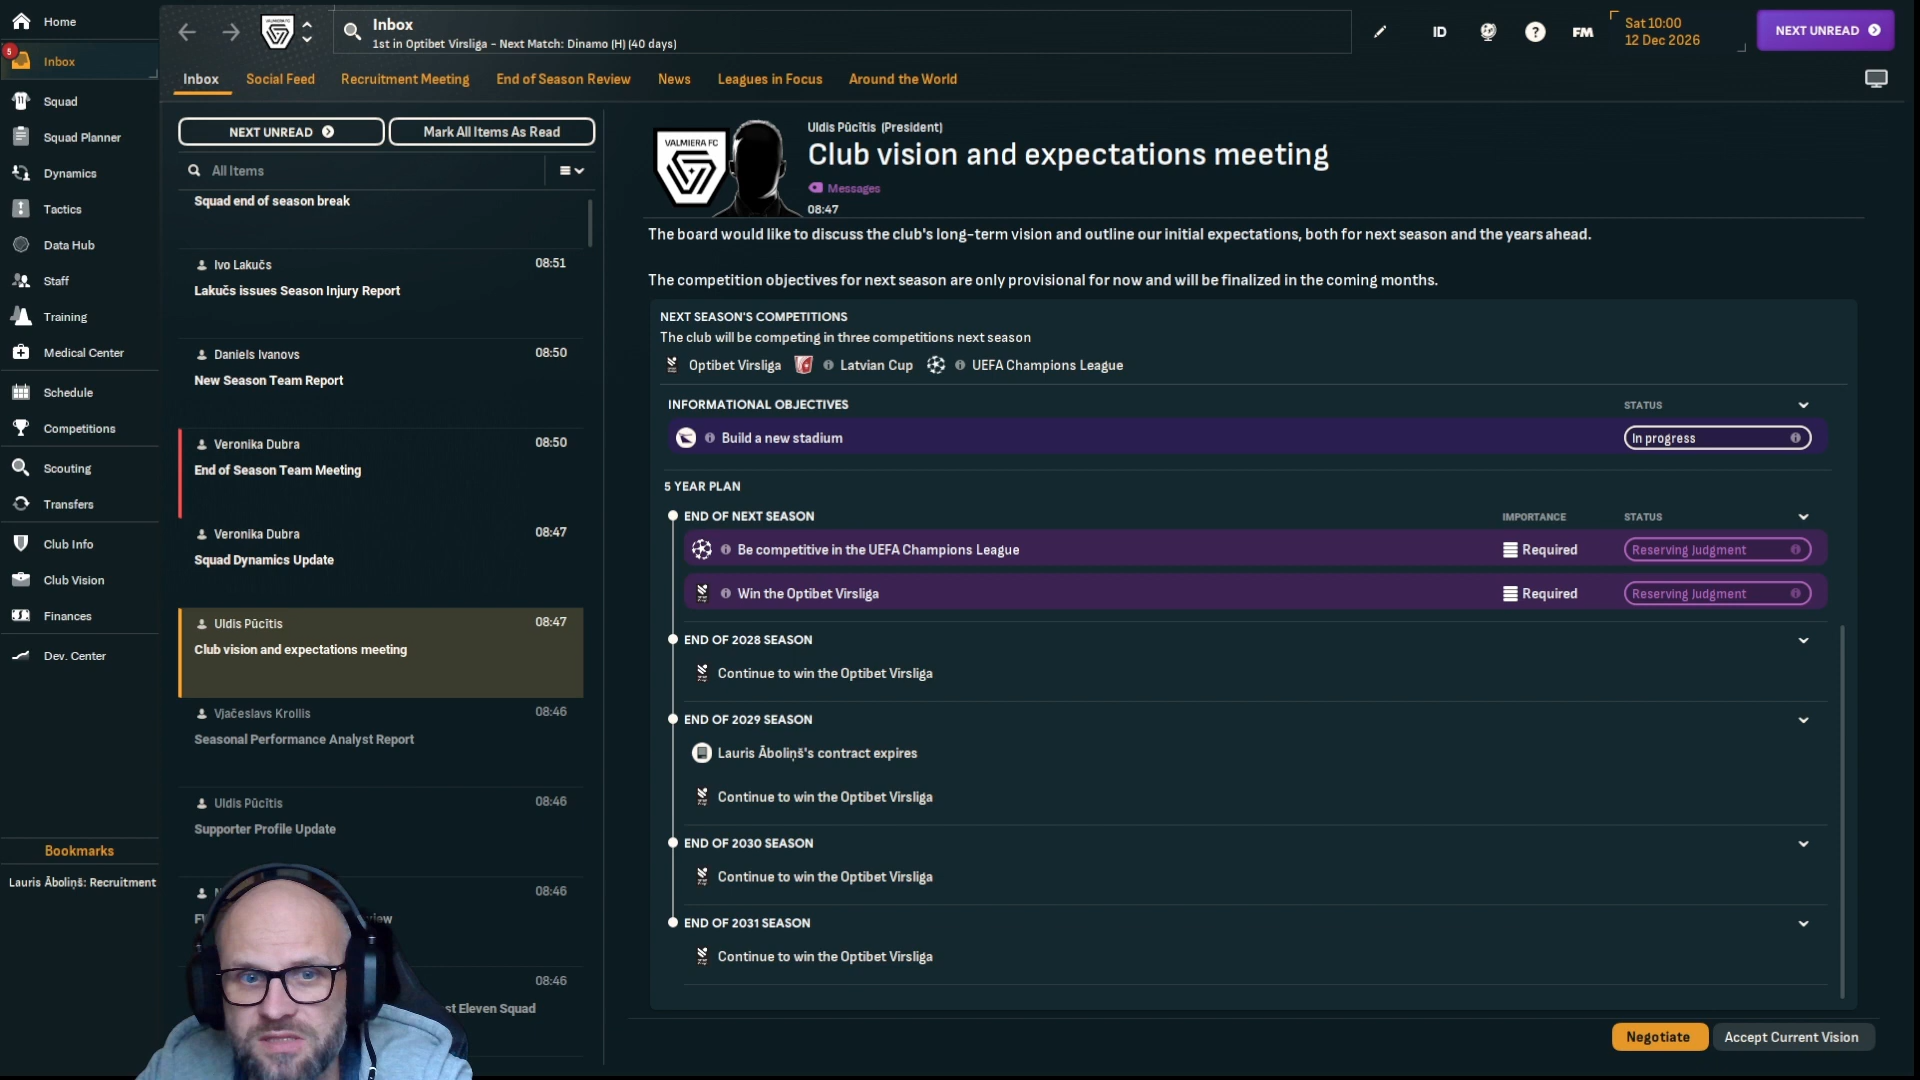 Home
Inbox
5
Squad
Squad Planner
Dynamics
Tactics
Data Hub
Staff
Training
Medical Center
Schedule
Competitions
Scouting
Transfers
Club Info
Club Vision
Finances
Dev. Center
Bookmarks
Lauris Āboliņš: Recruitment
VALMIERA FC
Inbox
1st in Optibet Virsliga - Next Match: Dinamo (H) (40 days)
ID
FM
Sat 10:00
12 Dec 2026
NEXT UNREAD
Inbox
Social Feed
Recruitment Meeting
End of Season Review
News
Leagues in Focus
Around the World
NEXT UNREAD
Mark All Items As Read
All Items
Squad end of season break
Ivo Lakučs 08:51
Lakučs issues Season Injury Report
Daniels Ivanovs 08:50
New Season Team Report
Veronika Dubra 08:50
End of Season Team Meeting
Veronika Dubra 08:47
Squad Dynamics Update
Uldis Pūcītis 08:47
Club vision and expectations meeting
Vjačeslavs Krollis 08:46
Seasonal Performance Analyst Report
Uldis Pūcītis 08:46
Supporter Profile Update
08:46
08:46
Eleven Squad
VALMIERA FC
Uldis Pūcītis (President)
Club vision and expectations meeting
Messages
08:47
The board would like to discuss the club's long-term vision and outline our initial expectations, both for next season and the years ahead.
The competition objectives for next season are only provisional for now and will be finalized in the coming months.
NEXT SEASON'S COMPETITIONS
The club will be competing in three competitions next season
Optibet Virsliga Latvian Cup UEFA Champions League
INFORMATIONAL OBJECTIVES STATUS
Build a new stadium In progress
5 YEAR PLAN
END OF NEXT SEASON IMPORTANCE STATUS
Be competitive in the UEFA Champions League Required Reserving Judgment
Win the Optibet Virsliga Required Reserving Judgment
END OF 2028 SEASON
Continue to win the Optibet Virsliga
END OF 2029 SEASON
Lauris Āboliņš's contract expires
Continue to win the Optibet Virsliga
END OF 2030 SEASON
Continue to win the Optibet Virsliga
END OF 2031 SEASON
Continue to win the Optibet Virsliga
Negotiate
Accept Current Vision